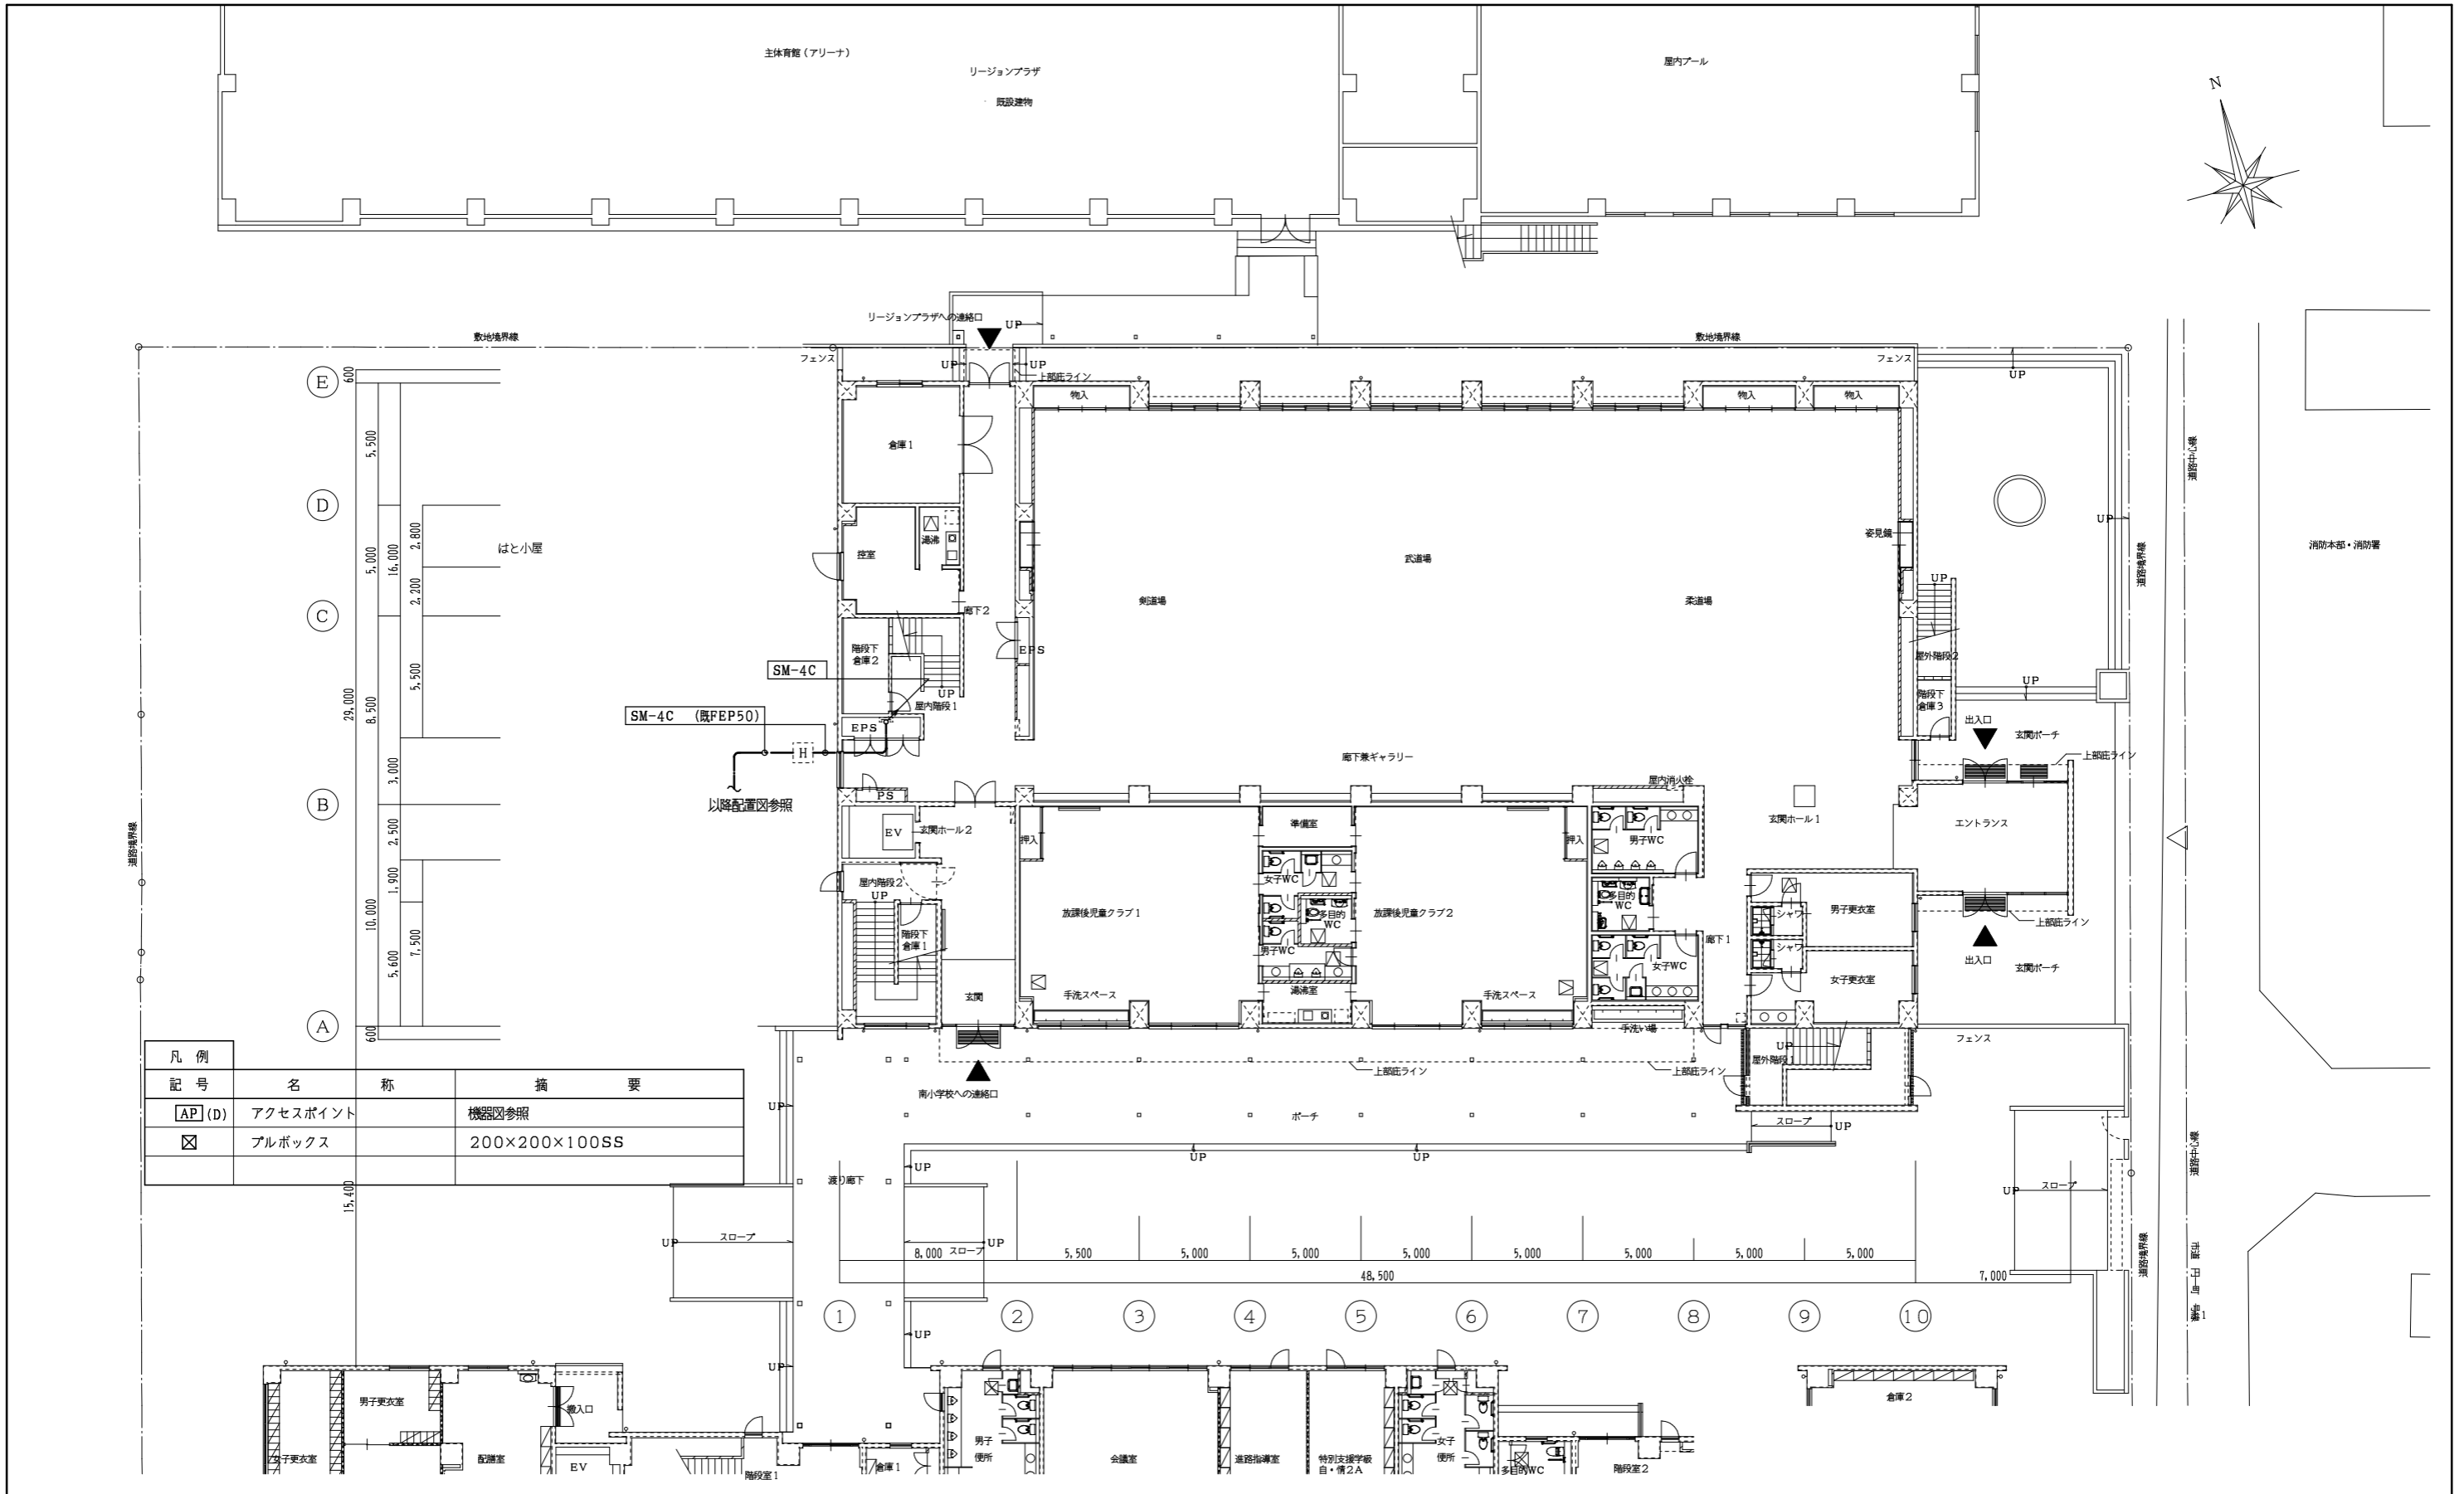 主体育館（アリーナ）
リージョンプラザ
既設建物
屋内プール
N
リージョンプラザへの連絡口
UP
敷地境界線
敷地境界線
フェンス
UP
UP
上部庇ライン
フェンス
UP
E
600
物入
物入
物入
5,500
倉庫1
道路中心線
D
2,800
はと小屋
5,000
16,000
控室
湯沸
武道場
姿見鏡
UP
消防本部・消防署
道路境界線
2,200
剣道場
柔道場
UP
C
廊下2
階段下
倉庫2
EPS
屋外階段2
SM-4C
5,500
29,000
8,500
UP
屋内階段1
UP
階段下
倉庫3
SM-4C （既FEP50）
EPS
出入口
玄関ポーチ
H
廊下兼ギャラリー
上部庇ライン
3,000
屋内消火栓
以降配置図参照
PS
B
EV
玄関ホール2
準備室
玄関ホール1
エントランス
道路境界線
2,500
押入
押入
男子WC
1,900
屋内階段2
女子WC
UP
多目的
WC
10,000
放課後児童クラブ1
多目的
WC
放課後児童クラブ2
シャワー
男子更衣室
上部庇ライン
7,500
階段下
倉庫1
男子WC
廊下1
シャワー
5,600
女子WC
出入口
玄関ポーチ
女子更衣室
玄関
手洗スペース
湯沸室
手洗スペース
A
600
手洗い場
フェンス
凡 例
UP
屋外階段1
記 号 名 称 摘 要
上部庇ライン
上部庇ライン
AP (D) アクセスポイント 機器図参照
南小学校への連絡口
UP
ポーチ
スロープ
UP
プルボックス 200×200×100SS
UP
UP
UP
道路中心線
渡り廊下
15,400
スロープ
UP
UP
スロープ
UP
8,000
スロープ
UP
5,500
5,000
5,000
5,000
5,000
5,000
5,000
5,000
道路境界線
48,500
7,000
1
2
3
4
5
6
7
8
9
10
UP
UP
男子更衣室
搬入口
倉庫2
女子更衣室
配膳室
EV
階段室1
倉庫1
男子
便所
会議室
進路指導室
特別支援学級
自・情2A
女子
便所
多目的WC
階段室2